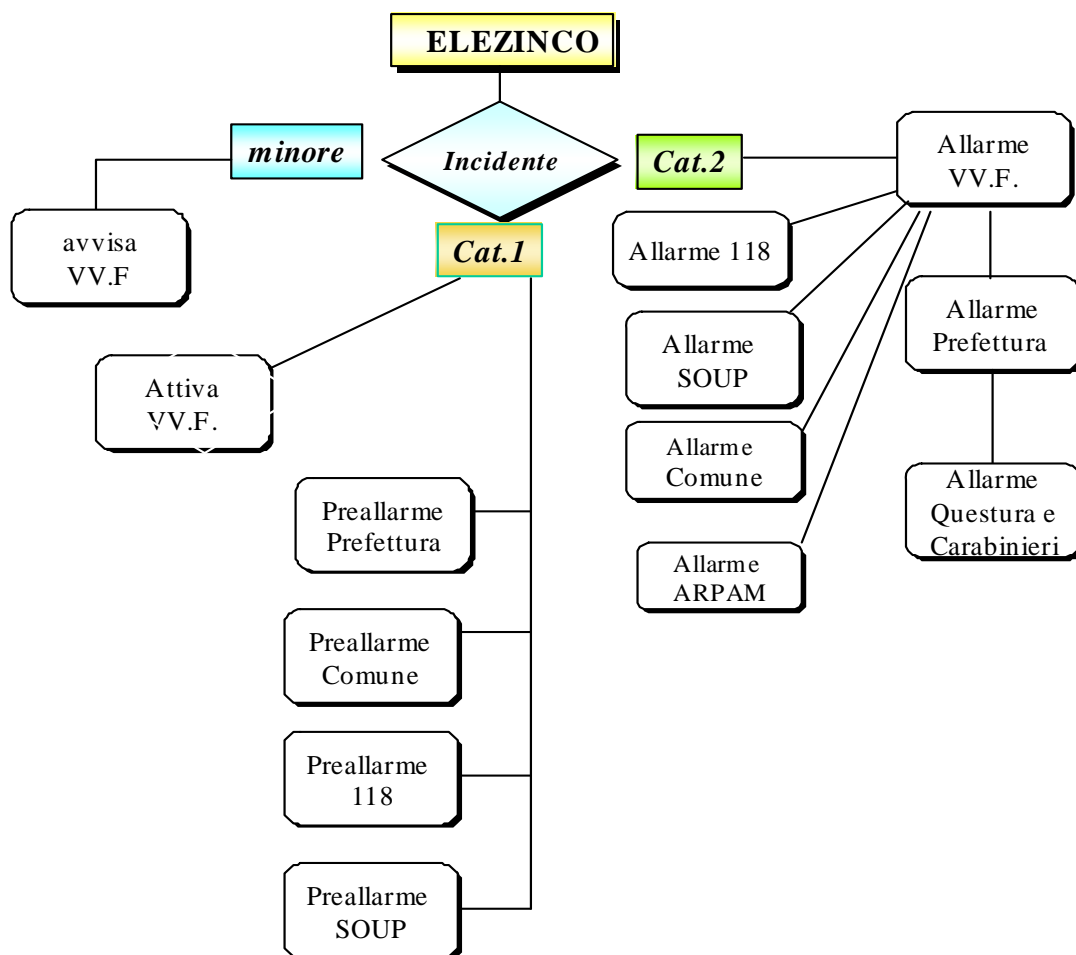 ELEZINCO
minore
Incidente
Cat.2
Allarme
VV.F.
avvisa
VV.F
Cat.1
Allarme 118
Allarme
Prefettura
Allarme
SOUP
Attiva
VV.F.
Allarme
Comune
Allarme
Questura e
Carabinieri
Preallarme
Prefettura
Allarme
ARPAM
Preallarme
Comune
Preallarme
118
Preallarme
SOUP